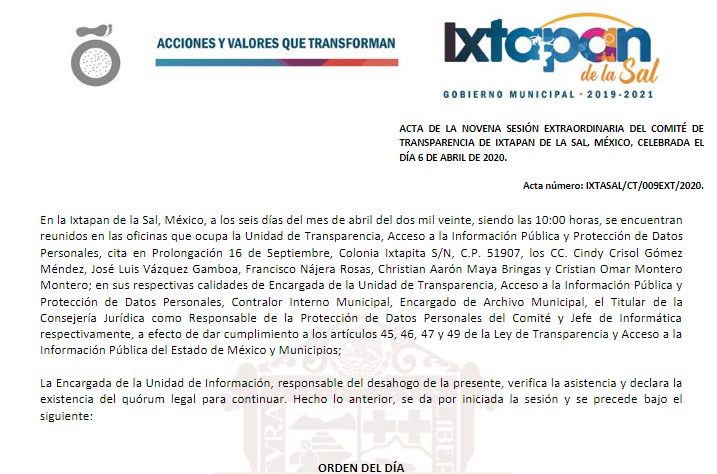 ACCIONES Y VALORES QUE TRANSFORMAN
Ixtapan
de la Sal
GOBIERNO MUNICIPAL • 2019-2021
ACTA DE LA NOVENA SESIÓN EXTRAORDINARIA DEL COMITÉ DE
TRANSPARENCIA DE IXTAPAN DE LA SAL, MÉXICO, CELEBRADA EL
DÍA 6 DE ABRIL DE 2020.
Acta número: IXTASAL/CT/009EXT/2020.
En la Ixtapan de la Sal, México, a los seis días del mes de abril del dos mil veinte, siendo las 10:00 horas, se encuentran
reunidos en las oficinas que ocupa la Unidad de Transparencia, Acceso a la Información Pública y Protección de Datos
Personales, cita en Prolongación 16 de Septiembre, Colonia Ixtapita S/N, C.P. 51907, los CC. Cindy Crisol Gómez
Méndez, José Luis Vázquez Gamboa, Francisco Nájera Rosas, Christian Aarón Maya Bringas y Cristian Omar Montero
Montero; en sus respectivas calidades de Encargada de la Unidad de Transparencia, Acceso a la Información Pública y
Protección de Datos Personales, Contralor Interno Municipal, Encargado de Archivo Municipal, el Titular de la
Consejería Jurídica como Responsable de la Protección de Datos Personales del Comité y Jefe de Informática
respectivamente, a efecto de dar cumplimiento a los artículos 45, 46, 47 y 49 de la Ley de Transparencia y Acceso a la
Información Pública del Estado de México y Municipios;
La Encargada de la Unidad de Información, responsable del desahogo de la presente, verifica la asistencia y declara la
existencia del quórum legal para continuar. Hecho lo anterior, se da por iniciada la sesión y se precede bajo el
siguiente:
ORDEN DEL DÍA